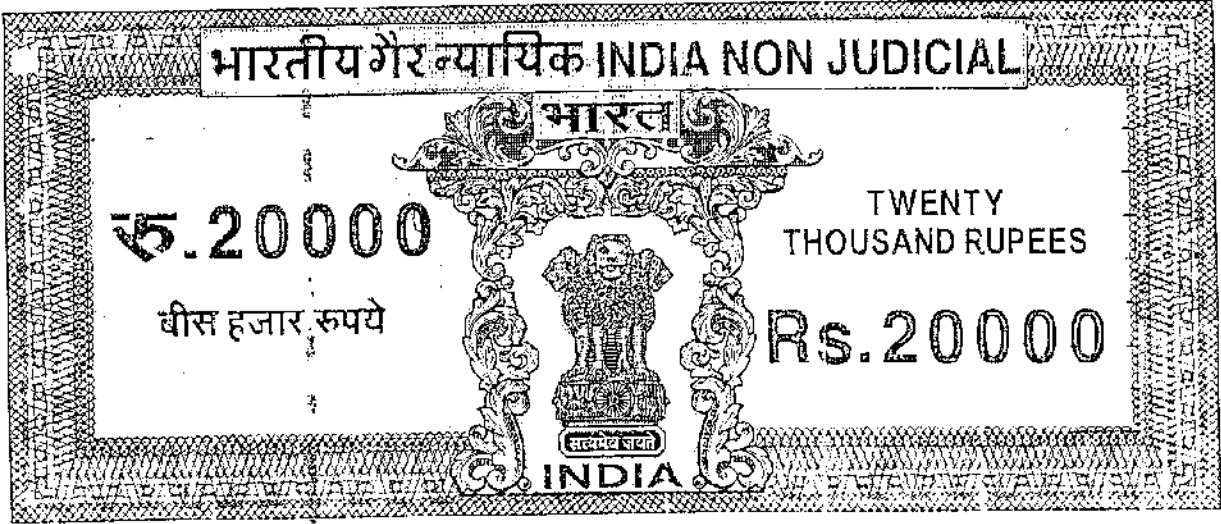 भारतीय गैर न्यायिक INDIA NON JUDICIAL
भारत
रु.20000
बीस हजार रुपये
TWENTY
THOUSAND RUPEES
Rs.20000
सत्यमेव जयते
INDIA